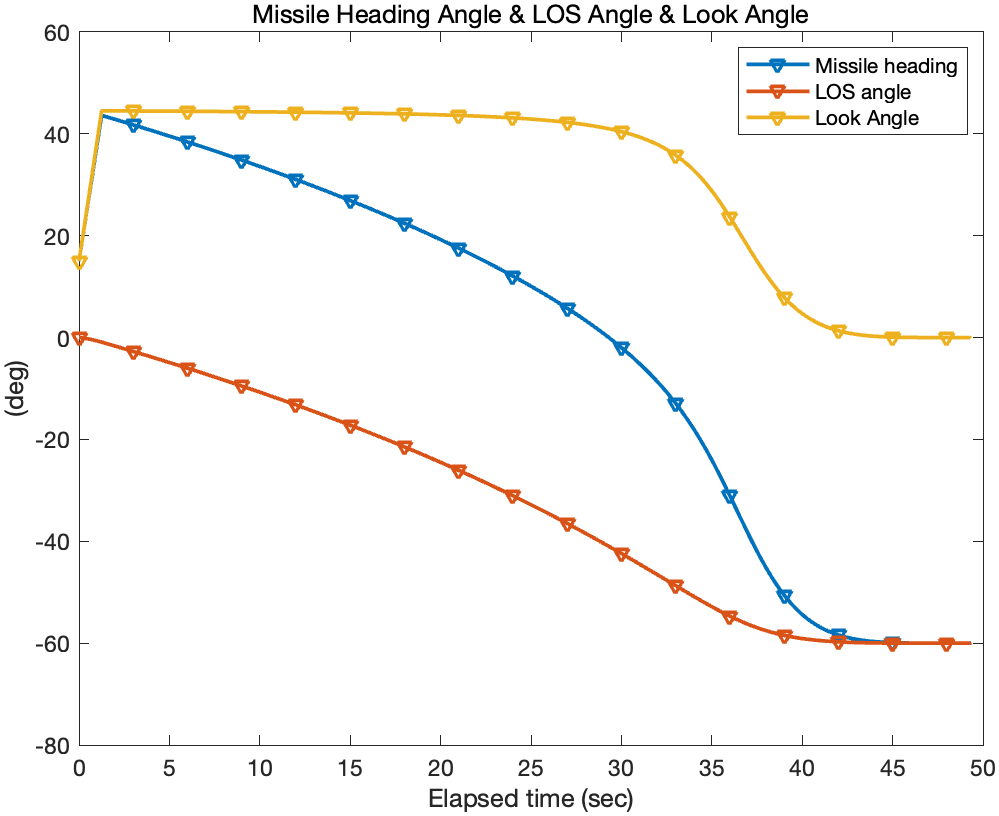 Missile Heading Angle & LOS Angle & Look Angle
60
40
20
0
-20
-40
-60
-80
(deg)
Missile heading
LOS angle
Look Angle
0 5 10 15 20 25 30 35 40 45 50
Elapsed time (sec)